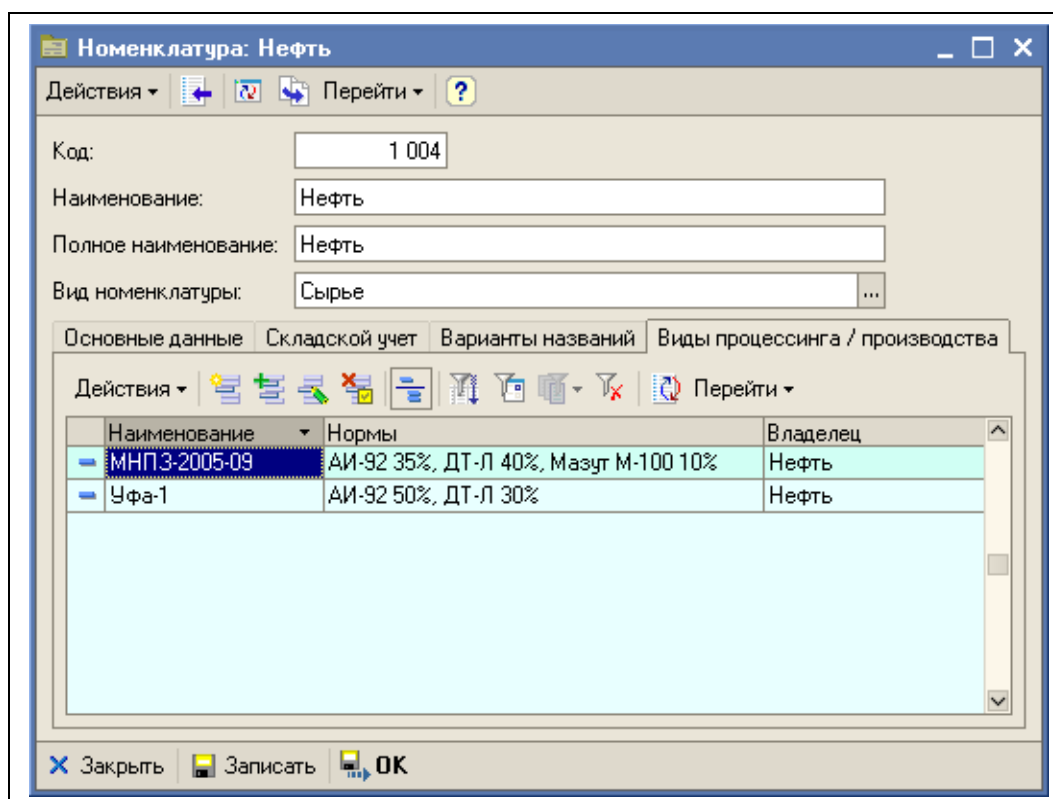 Номенклатура: Нефть
Действия Перейти ?
Код: 1 004
Наименование: Нефть
Полное наименование: Нефть
Вид номенклатуры: Сырье ...
Основные данные Складской учет Варианты названий Виды процессинга / производства
Действия Перейти
Наименование Нормы Владелец
МНПЗ-2005-09 АИ-92 35%, ДТ-Л 40%, Мазут М-100 10% Нефть
Уфа-1 АИ-92 50%, ДТ-Л 30% Нефть
Закрыть Записать OK